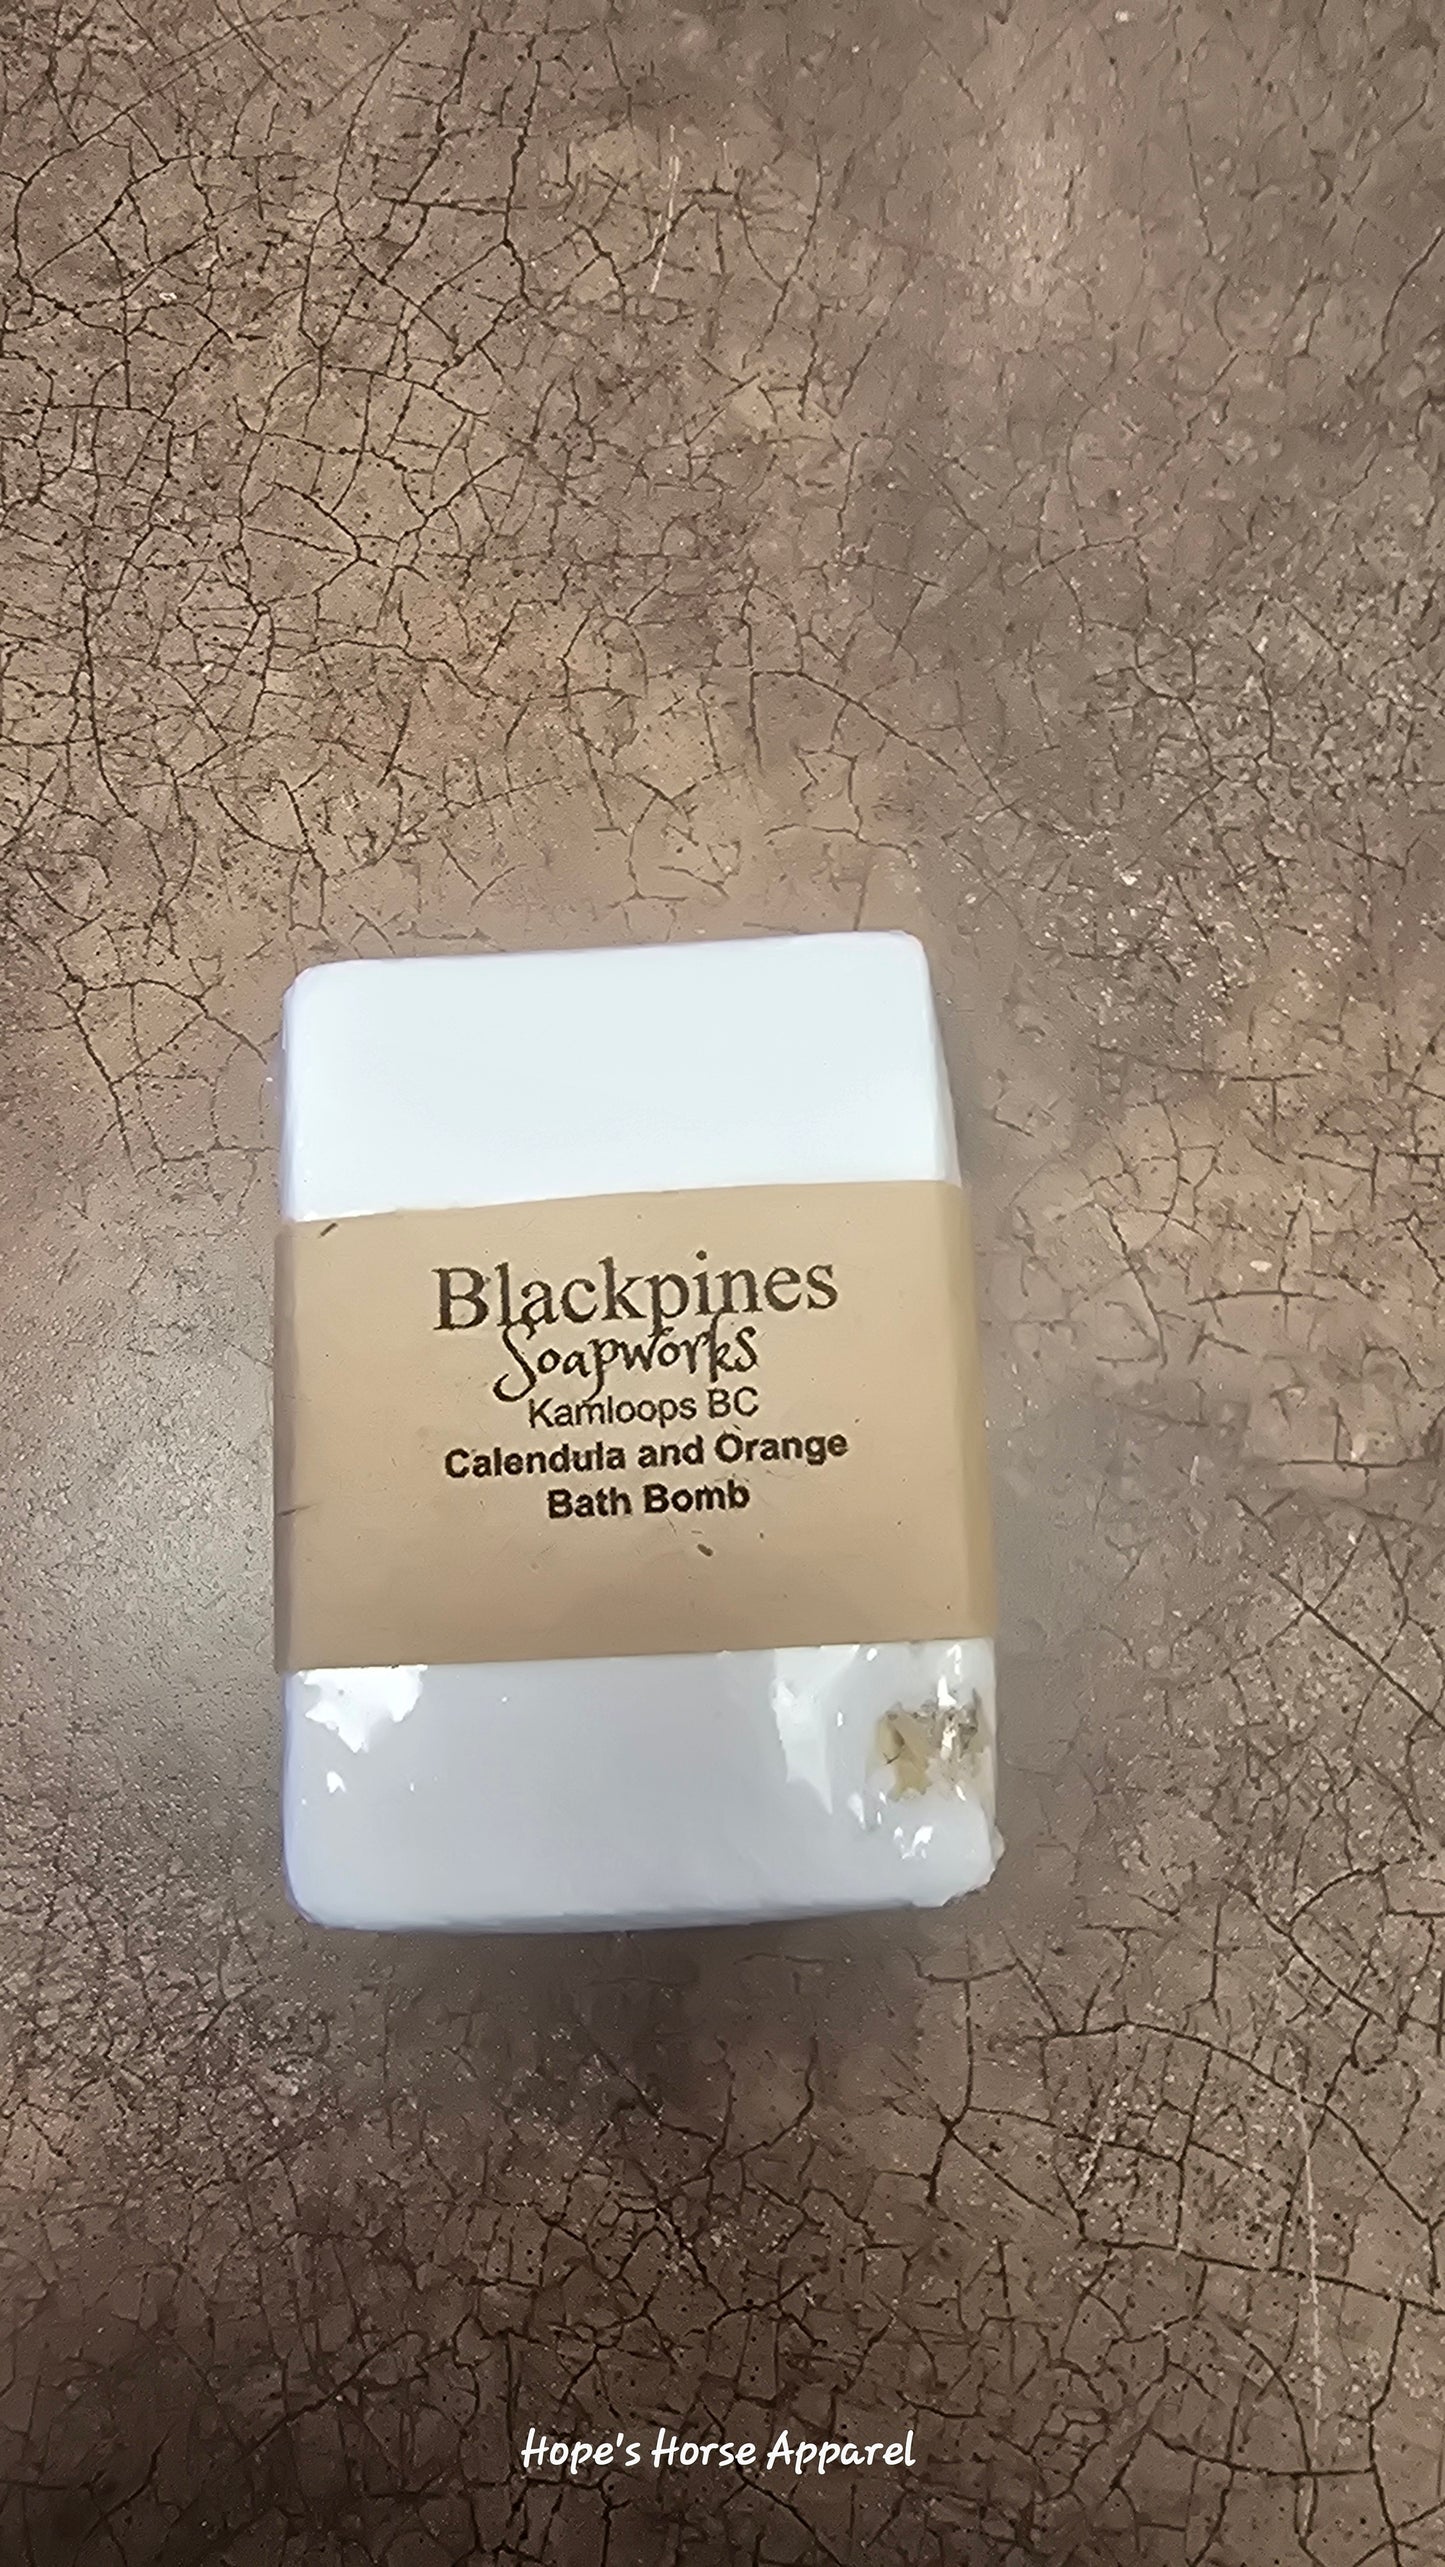 Blackpines
Soapworks
Kamloops BC
Calendula and Orange
Bath Bomb
Hope's Horse Apparel